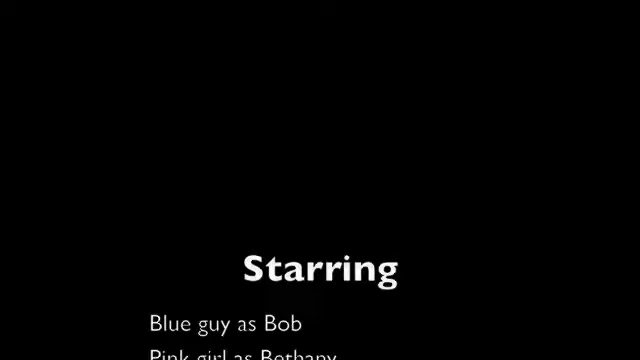 Starring
Blue guy as Bob
Pink girl as Bethany